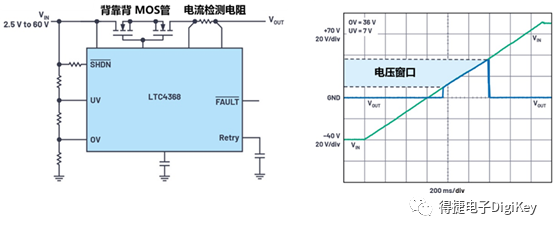 背靠背 MOS管
电流检测电阻
VIN
2.5 V to 60 V
VOUT
SHDN
UV
LTC4368
FAULT
OV
Retry
+70 V
20 V/div
OV = 36 V
UV = 7 V
VIN
电压窗口
GND
VOUT
VOUT
–40 V
20 V/div
VIN
200 ms/div
得捷电子DigiKey